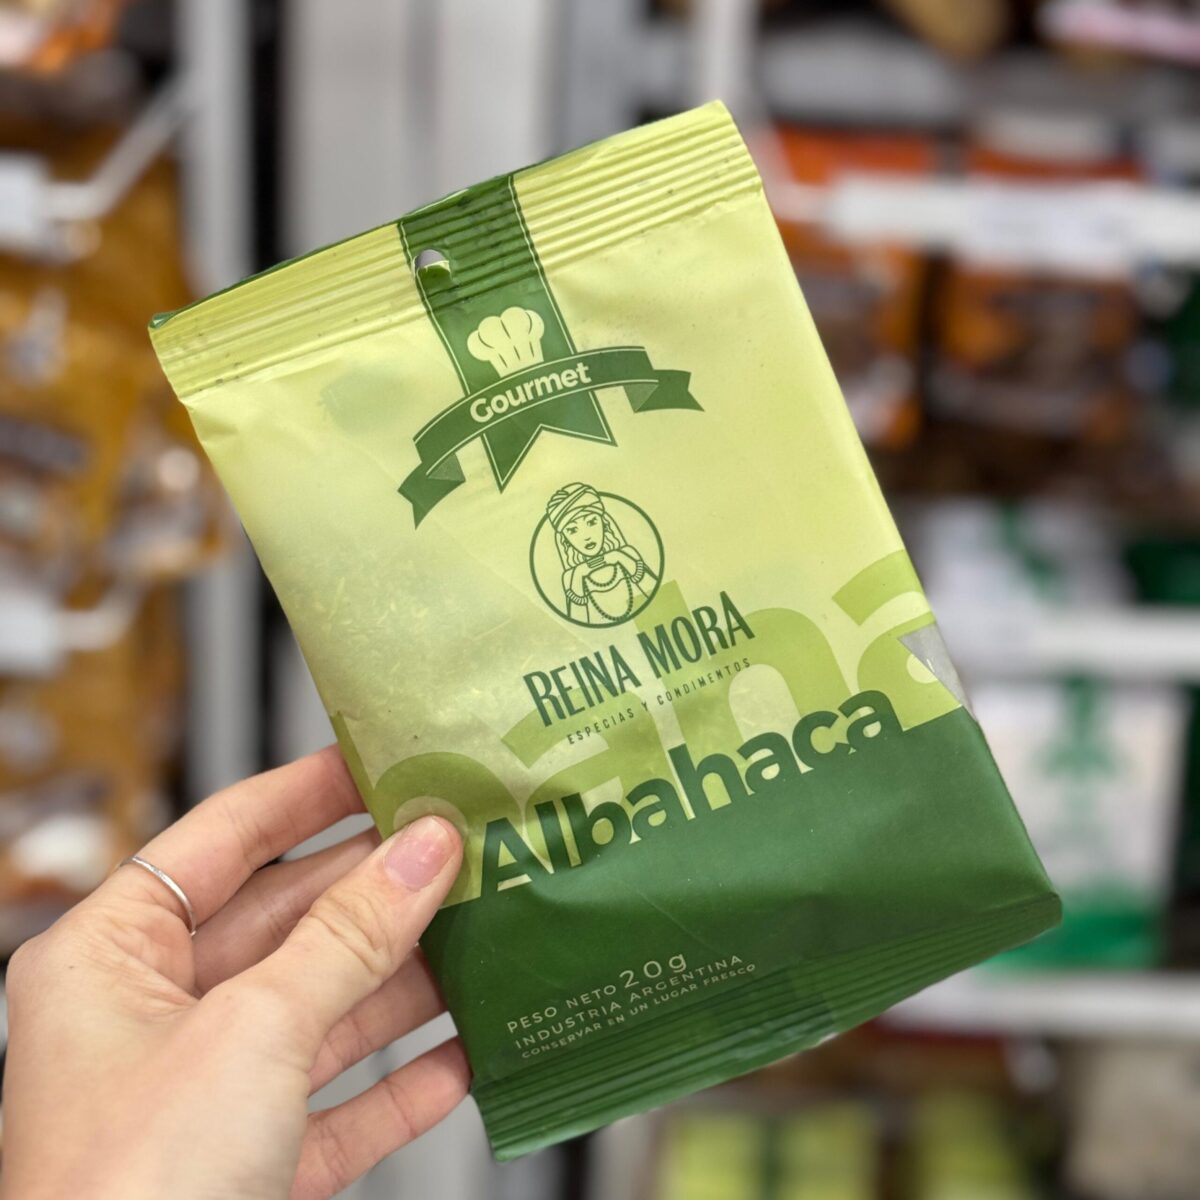 Gourmet
REINA MORA
ESPECIAS Y CONDIMENTOS
Albahaca
PESO NETO 20g
INDUSTRIA ARGENTINA
CONSERVAR EN UN LUGAR FRESCO